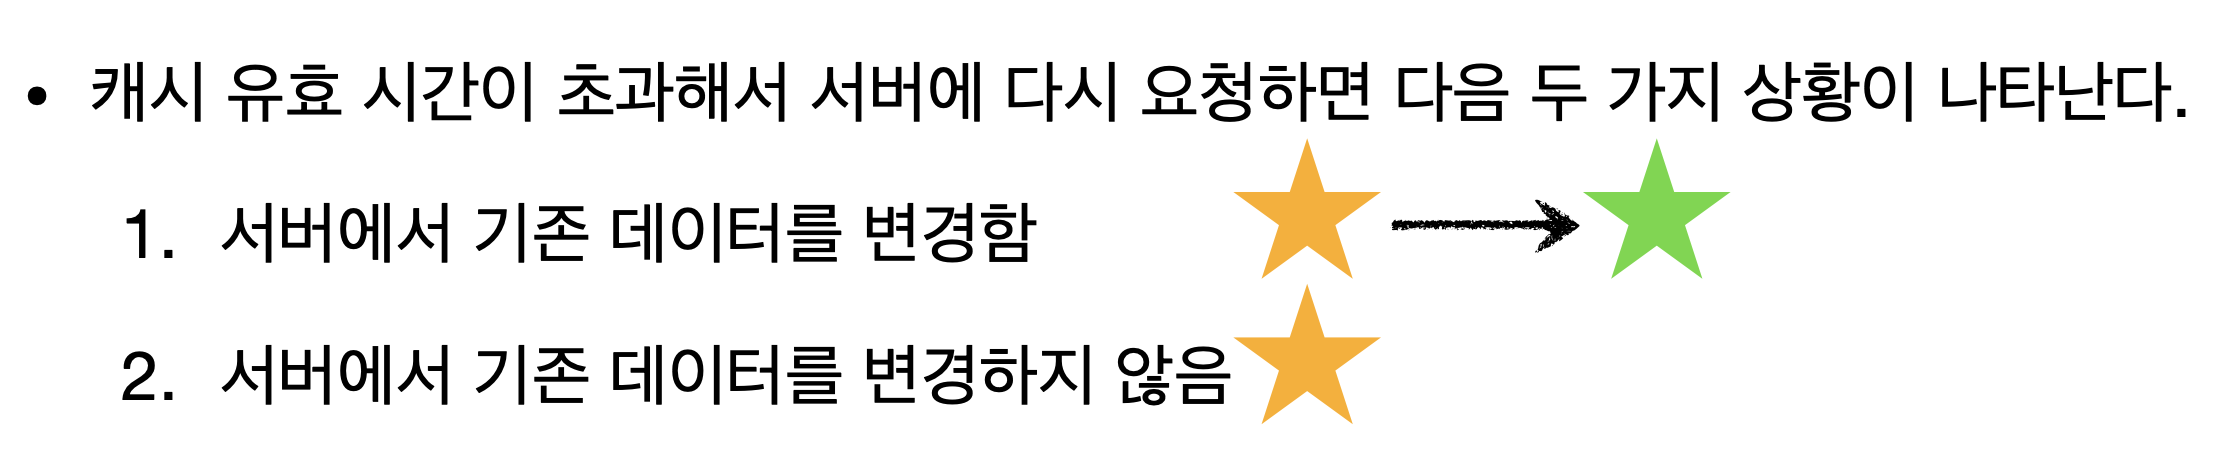 • 캐시 유효 시간이 초과해서 서버에 다시 요청하면 다음 두 가지 상황이 나타난다.
1. 서버에서 기존 데이터를 변경함
2. 서버에서 기존 데이터를 변경하지 않음